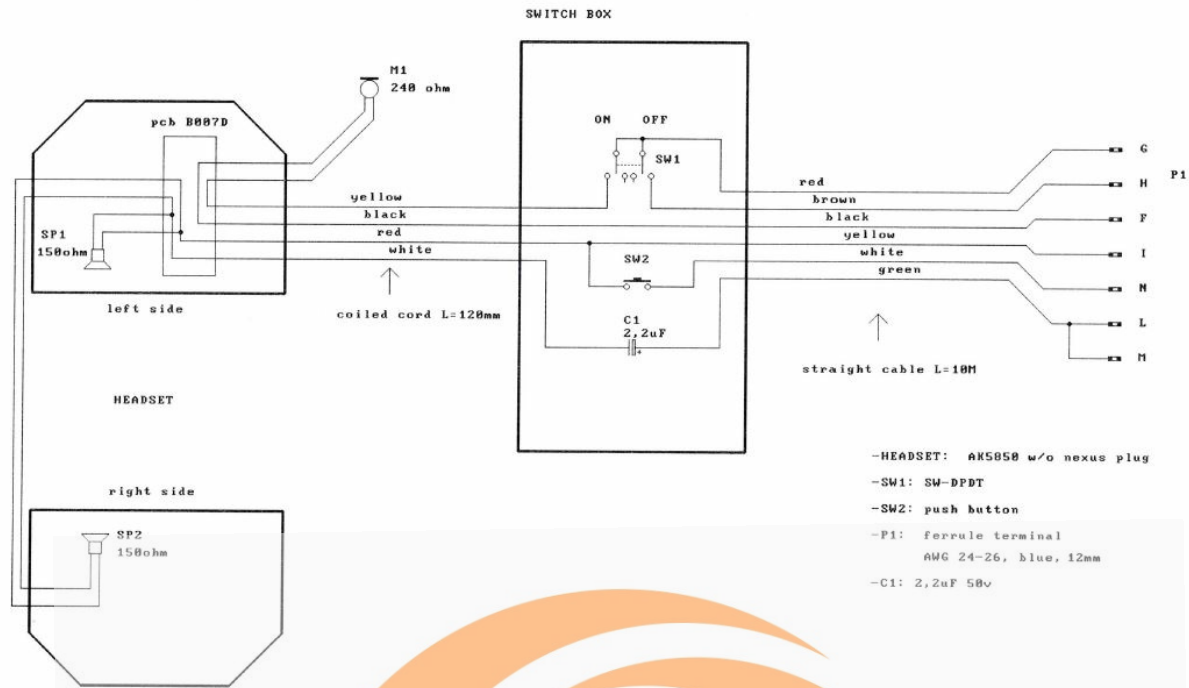 SWITCH BOX
M1
240 ohm
pcb B007D
ON OFF
SW1
G
P1
red
H
yellow
brown
black
black
F
SP1
red
yellow
I
150ohm
white
SW2
white
green
N
left side
coiled cord L=120mm
C1
2,2uF
+
L
straight cable L=10M
M
HEADSET
-HEADSET: AK5850 w/o nexus plug
right side
-SW1: SW-DPDT
-SW2: push button
SP2
150ohm
-P1: ferrule terminal
AWG 24-26, blue, 12mm
-C1: 2,2uF 50v